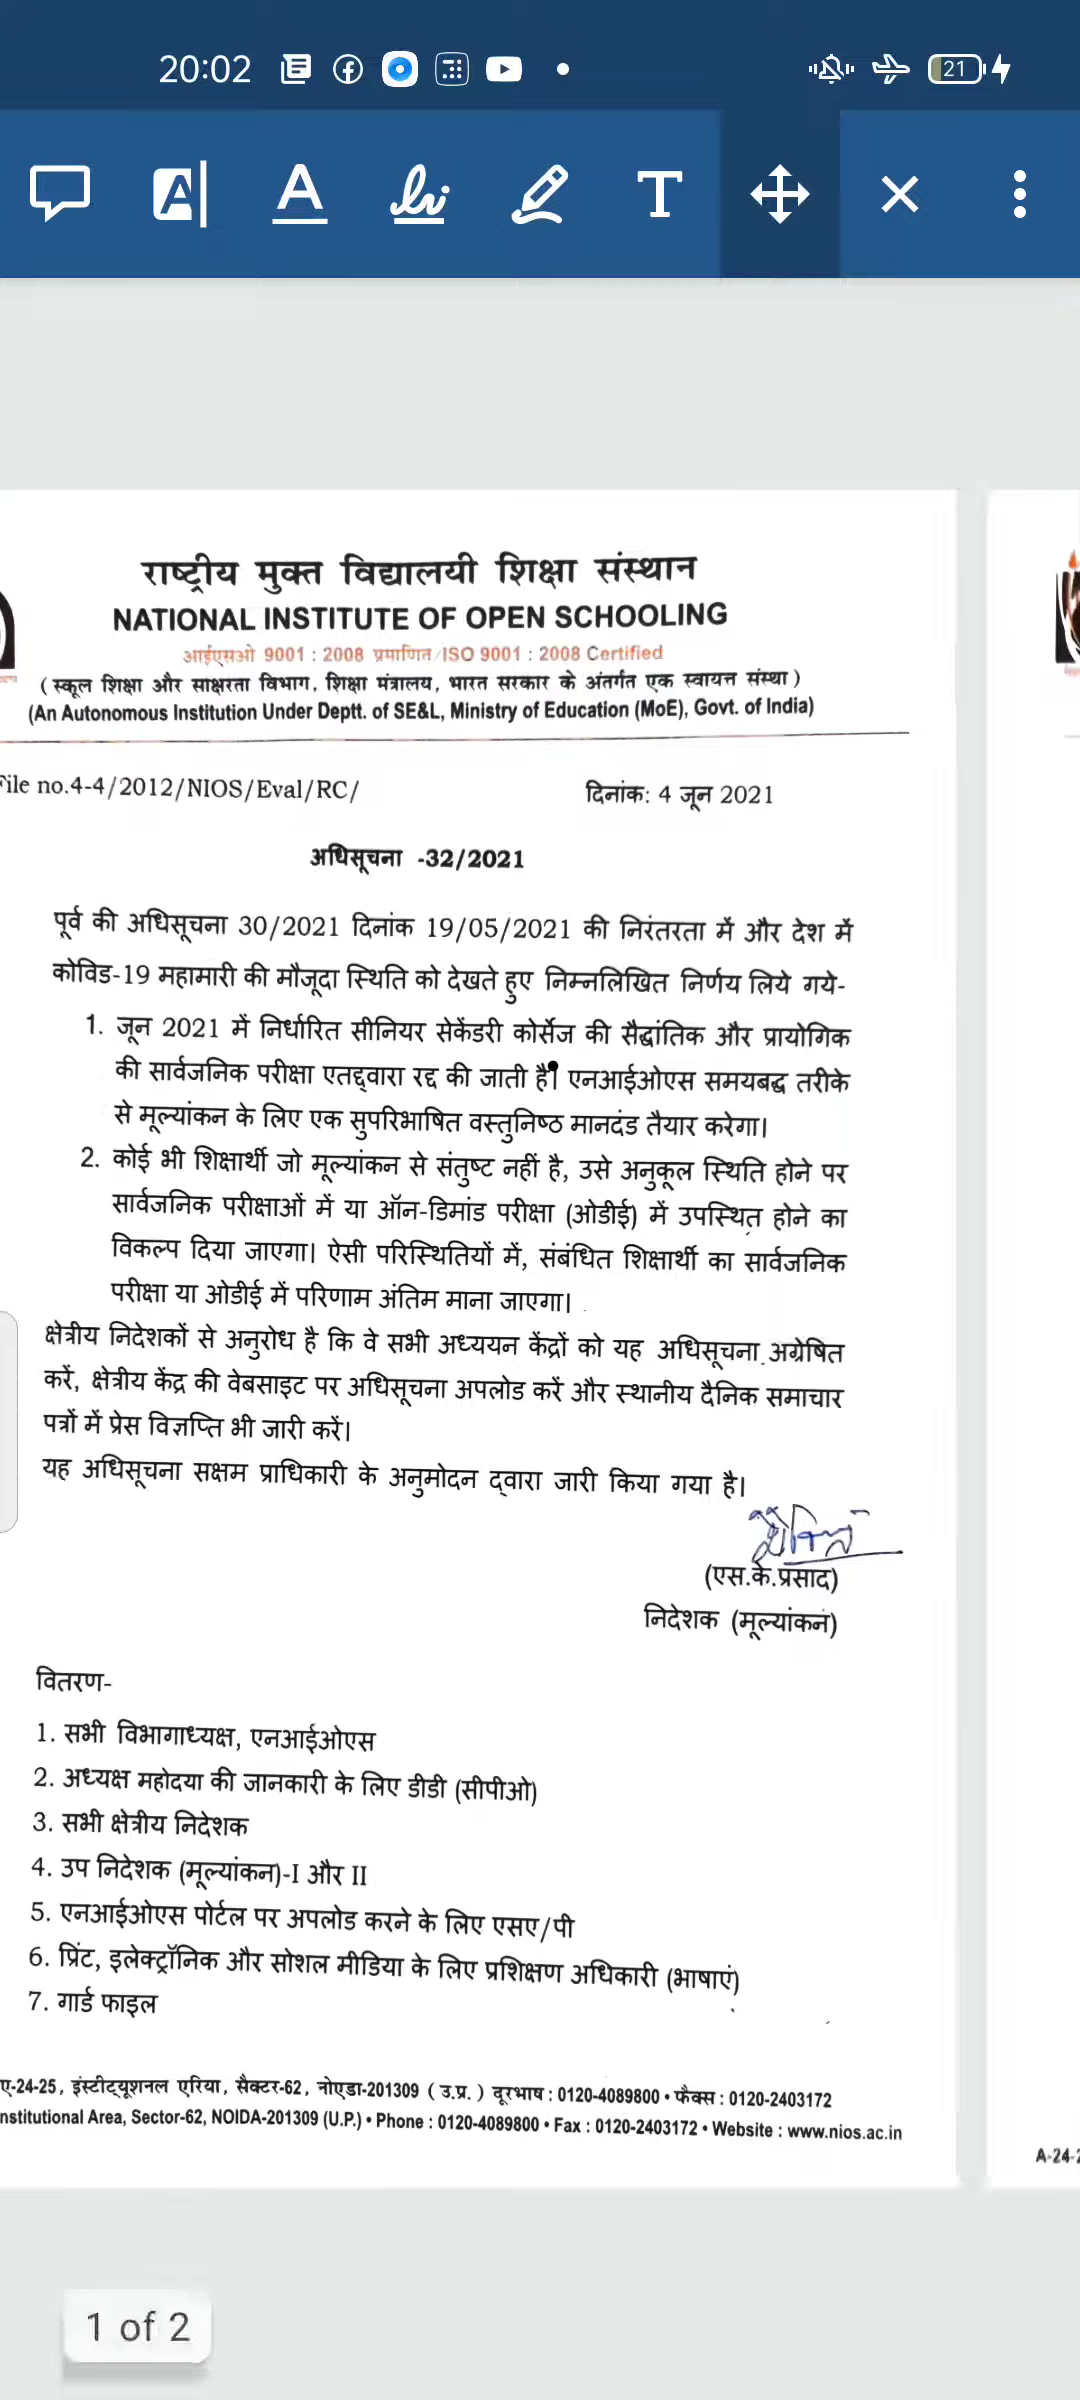 20:02
21
A A T
राष्ट्रीय मुक्त विद्यालयी शिक्षा संस्थान
NATIONAL INSTITUTE OF OPEN SCHOOLING
आईएसओ 9001 : 2008 प्रमाणित/ISO 9001 : 2008 Certified
( स्कूल शिक्षा और साक्षरता विभाग, शिक्षा मंत्रालय, भारत सरकार के अंतर्गत एक स्वायत्त संस्था )
(An Autonomous Institution Under Deptt. of SE&L, Ministry of Education (MoE), Govt. of India)
File no.4-4/2012/NIOS/Eval/RC/ दिनांक: 4 जून 2021
अधिसूचना -32/2021
पूर्व की अधिसूचना 30/2021 दिनांक 19/05/2021 की निरंतरता में और देश में
कोविड-19 महामारी की मौजूदा स्थिति को देखते हुए निम्नलिखित निर्णय लिये गये-
1. जून 2021 में निर्धारित सीनियर सेकेंडरी कोर्सेज की सैद्धांतिक और प्रायोगिक
की सार्वजनिक परीक्षा एतद्द्वारा रद्द की जाती है। एनआईओएस समयबद्ध तरीके
से मूल्यांकन के लिए एक सुपरिभाषित वस्तुनिष्ठ मानदंड तैयार करेगा।
2. कोई भी शिक्षार्थी जो मूल्यांकन से संतुष्ट नहीं है, उसे अनुकूल स्थिति होने पर
सार्वजनिक परीक्षाओं में या ऑन-डिमांड परीक्षा (ओडीई) में उपस्थित होने का
विकल्प दिया जाएगा। ऐसी परिस्थितियों में, संबंधित शिक्षार्थी का सार्वजनिक
परीक्षा या ओडीई में परिणाम अंतिम माना जाएगा।
क्षेत्रीय निदेशकों से अनुरोध है कि वे सभी अध्ययन केंद्रों को यह अधिसूचना अग्रेषित
करें, क्षेत्रीय केंद्र की वेबसाइट पर अधिसूचना अपलोड करें और स्थानीय दैनिक समाचार
पत्रों में प्रेस विज्ञप्ति भी जारी करें।
यह अधिसूचना सक्षम प्राधिकारी के अनुमोदन द्वारा जारी किया गया है।
(एस.के.प्रसाद)
निदेशक (मूल्यांकन)
वितरण-
1. सभी विभागाध्यक्ष, एनआईओएस
2. अध्यक्ष महोदया की जानकारी के लिए डीडी (सीपीओ)
3. सभी क्षेत्रीय निदेशक
4. उप निदेशक (मूल्यांकन)-I और II
5. एनआईओएस पोर्टल पर अपलोड करने के लिए एसए/पी
6. प्रिंट, इलेक्ट्रॉनिक और सोशल मीडिया के लिए प्रशिक्षण अधिकारी (भाषाएं)
7. गार्ड फाइल
ए-24-25, इंस्टीट्यूशनल एरिया, सैक्टर-62, नोएडा-201309 ( उ.प्र. ) दूरभाष : 0120-4089800 • फैक्स : 0120-2403172
nstitutional Area, Sector-62, NOIDA-201309 (U.P.) • Phone : 0120-4089800 • Fax : 0120-2403172 • Website : www.nios.ac.in
A-24-2
1 of 2